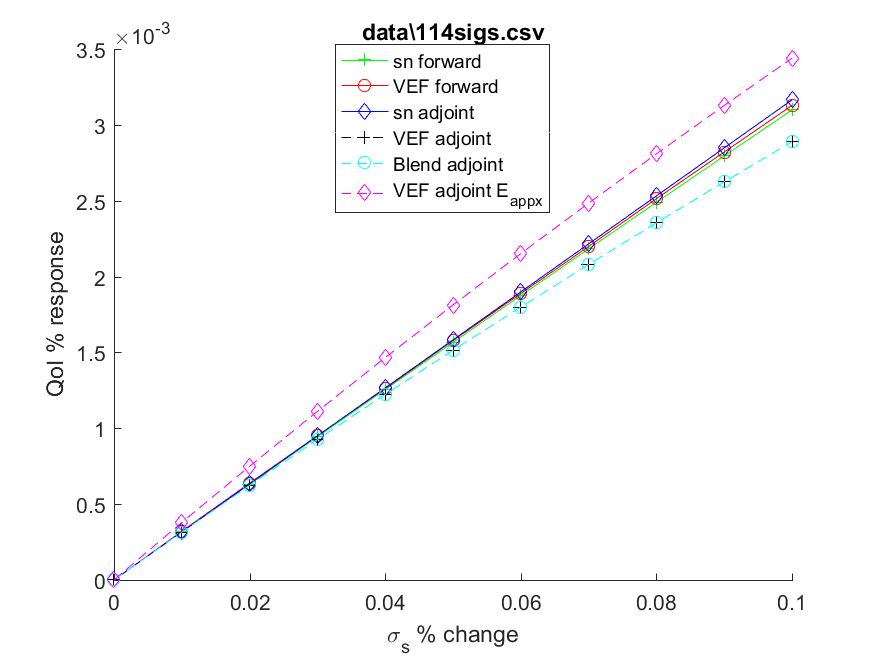 data\114sigs.csv
×10⁻³
sn forward
VEF forward
sn adjoint
VEF adjoint
Blend adjoint
VEF adjoint E_appx
3.5
3
2.5
2
1.5
1
0.5
0
QoI % response
0 0.02 0.04 0.06 0.08 0.1
σ_s % change